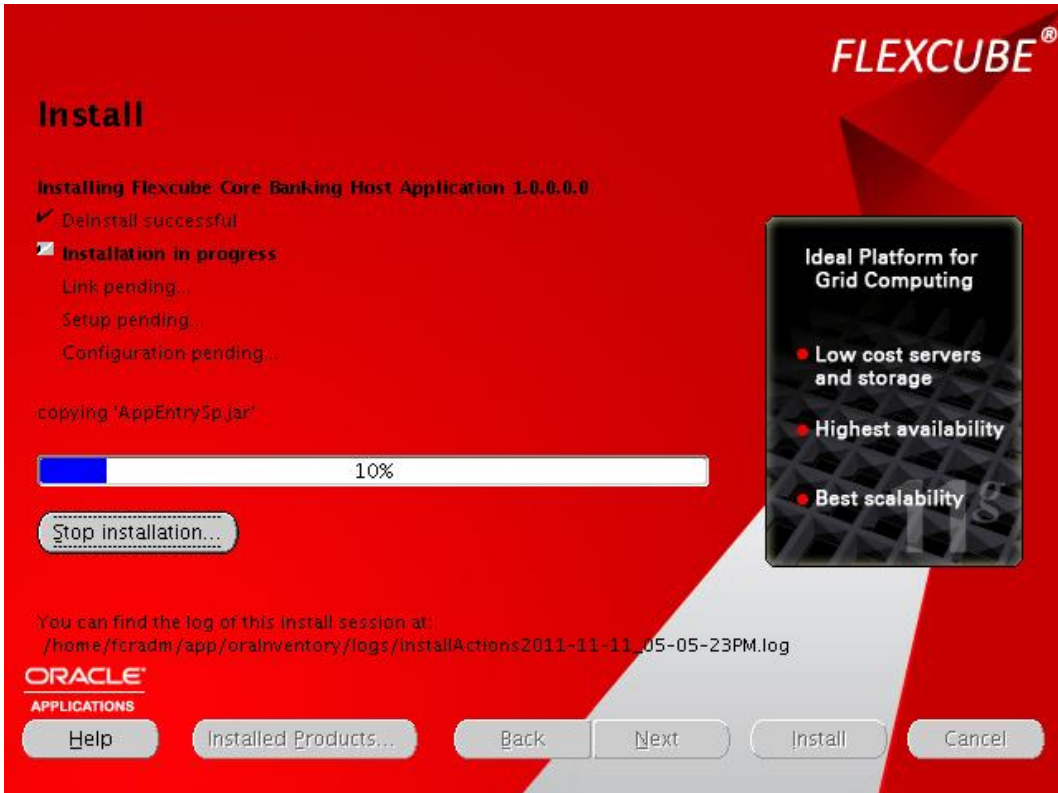 FLEXCUBE®
Install
Installing Flexcube Core Banking Host Application 1.0.0.0.0
Deinstall successful
Installation in progress
Link pending...
Setup pending...
Configuration pending...
copying 'AppEntrySp.jar'
10%
Stop installation...
Ideal Platform for
Grid Computing
Low cost servers
and storage
Highest availability
Best scalability
11g
You can find the log of this install session at:
/home/fcradm/app/oraInventory/logs/installActions2011-11-11_05-05-23PM.log
ORACLE®
APPLICATIONS
Help Installed Products... Back Next Install Cancel